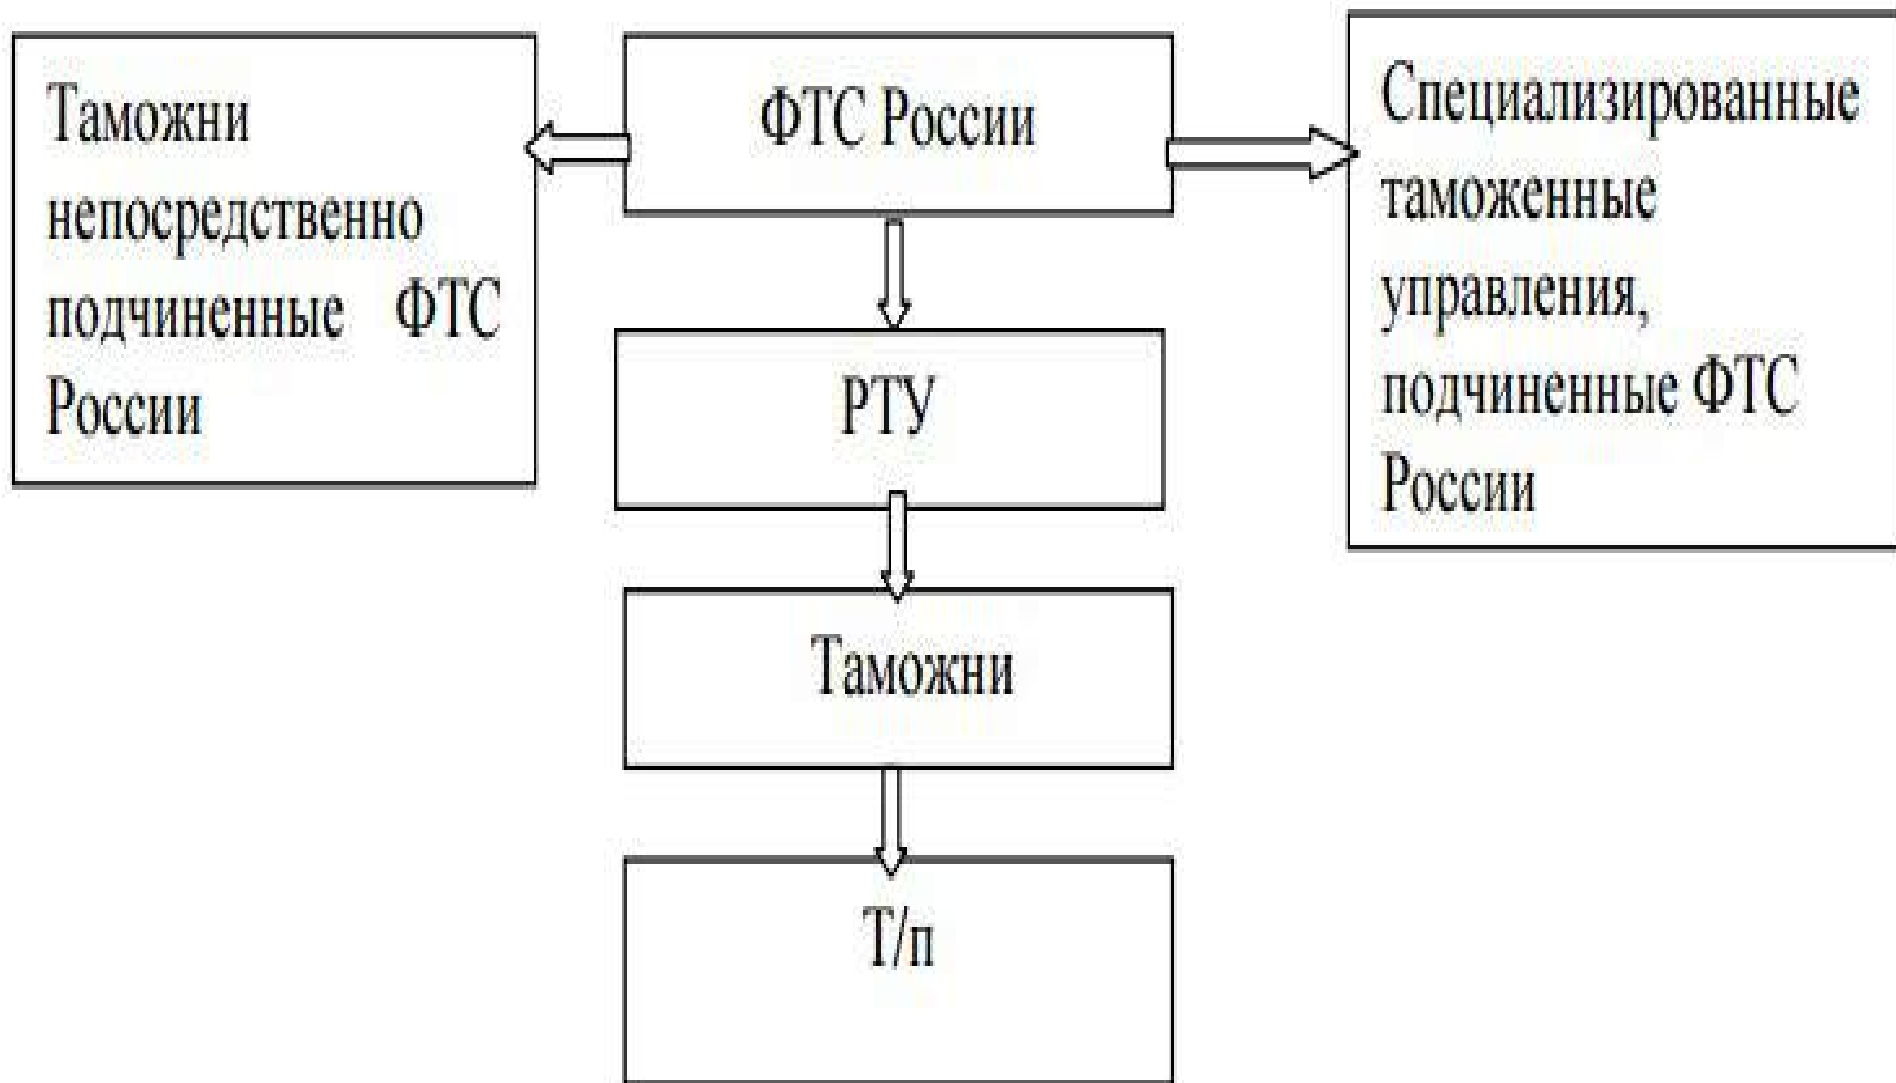 Таможни
непосредственно
подчиненные ФТС
России
ФТС России
Специализированные
таможенные
управления,
подчиненные ФТС
России
РТУ
Таможни
Т/п